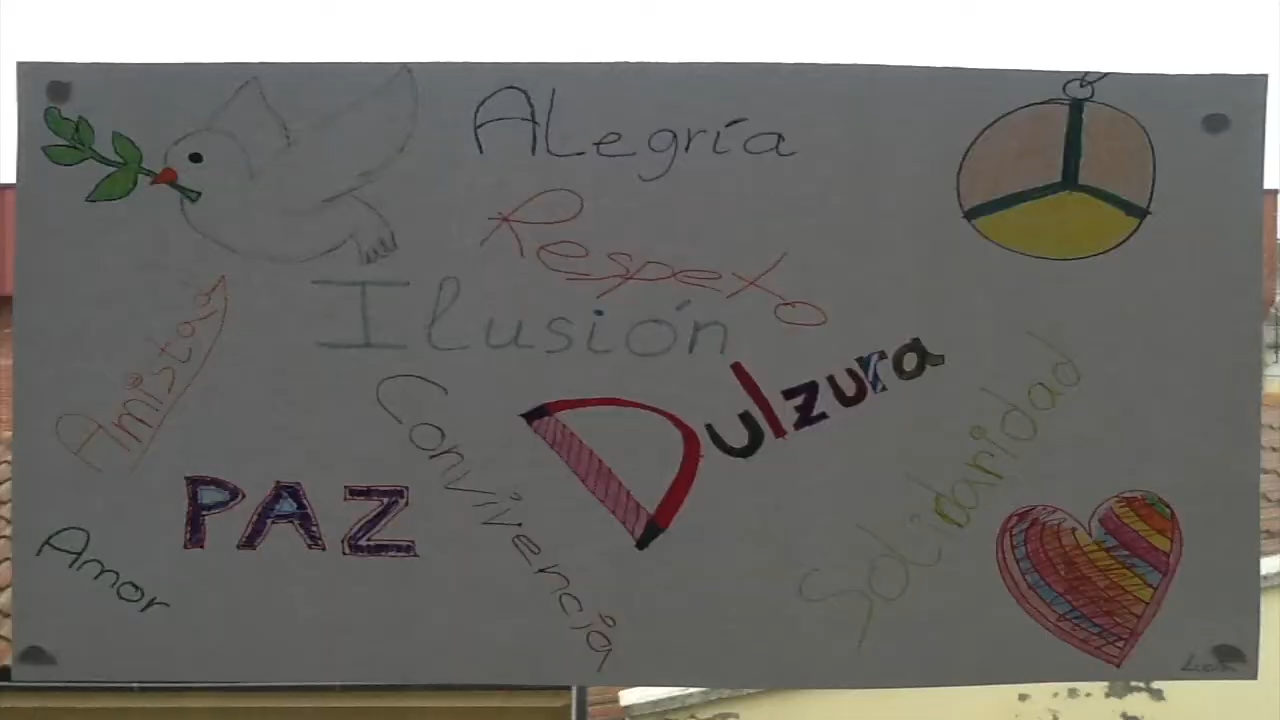 ALegría
Respeto
Ilusión
Amistad
Dulzura
Convivencia
Solidaridad
PAZ
Amor